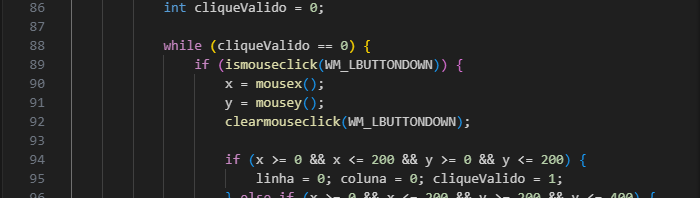 86 int cliqueValido = 0;
87
88 while (cliqueValido == 0) {
89 if (ismouseclick(WM_LBUTTONDOWN)) {
90 x = mousex();
91 y = mousey();
92 clearmouseclick(WM_LBUTTONDOWN);
93
94 if (x >= 0 && x <= 200 && y >= 0 && y <= 200) {
95 linha = 0; coluna = 0; cliqueValido = 1;
96 } else if (x >= 0 && x <= 200 && y >= 200 && y <= 400) {